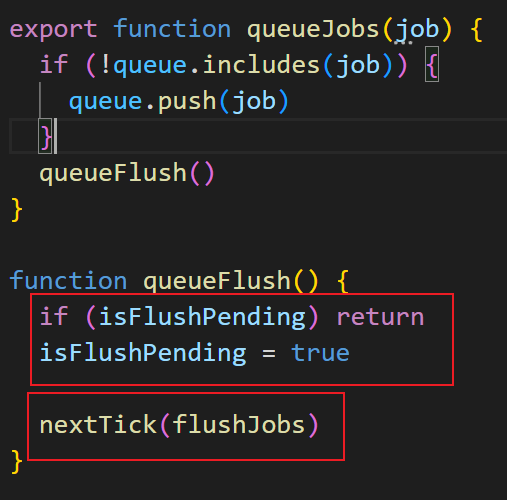 export function queueJobs(job) {
  if (!queue.includes(job)) {
    queue.push(job)
  }
  queueFlush()
}
function queueFlush() {
  if (isFlushPending) return
  isFlushPending = true
  nextTick(flushJobs)
}